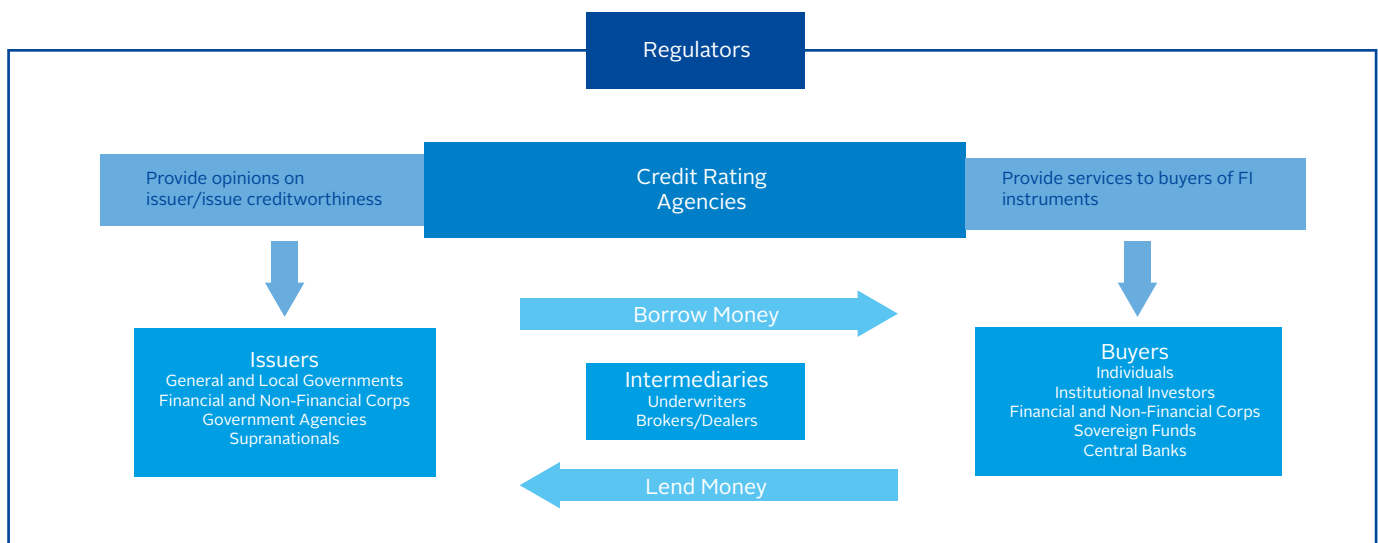 Regulators
Provide opinions on
issuer/issue creditworthiness
Credit Rating
Agencies
Provide services to buyers of FI
instruments
Borrow Money
Issuers
General and Local Governments
Financial and Non-Financial Corps
Government Agencies
Supranationals
Intermediaries
Underwriters
Brokers/Dealers
Buyers
Individuals
Institutional Investors
Financial and Non-Financial Corps
Sovereign Funds
Central Banks
Lend Money